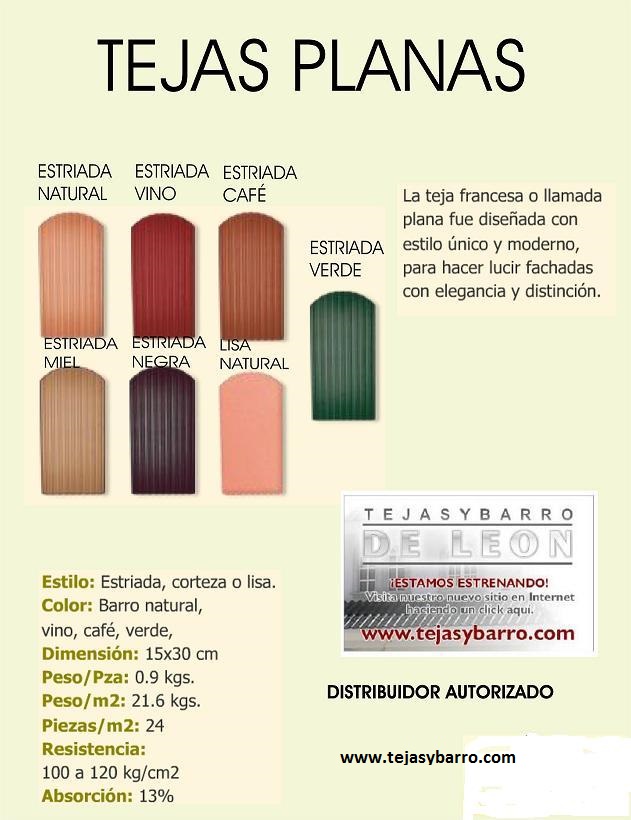 TEJAS PLANAS
ESTRIADA
NATURAL
ESTRIADA
VINO
ESTRIADA
CAFÉ
ESTRIADA
VERDE
La teja francesa o llamada
plana fue diseñada con
estilo único y moderno,
para hacer lucir fachadas
con elegancia y distinción.
ESTRIADA
MIEL
ESTRIADA
NEGRA
LISA
NATURAL
TEJASYBARRO
DE LEON
¡ESTAMOS ESTRENANDO!
Visita nuestro nuevo sitio en Internet
haciendo un click aquí.
www.tejasybarro.com
Estilo: Estriada, corteza o lisa.
Color: Barro natural,
vino, café, verde,
Dimensión: 15x30 cm
Peso/Pza: 0.9 kgs.
Peso/m2: 21.6 kgs.
Piezas/m2: 24
Resistencia:
100 a 120 kg/cm2
Absorción: 13%
DISTRIBUIDOR AUTORIZADO
www.tejasybarro.com